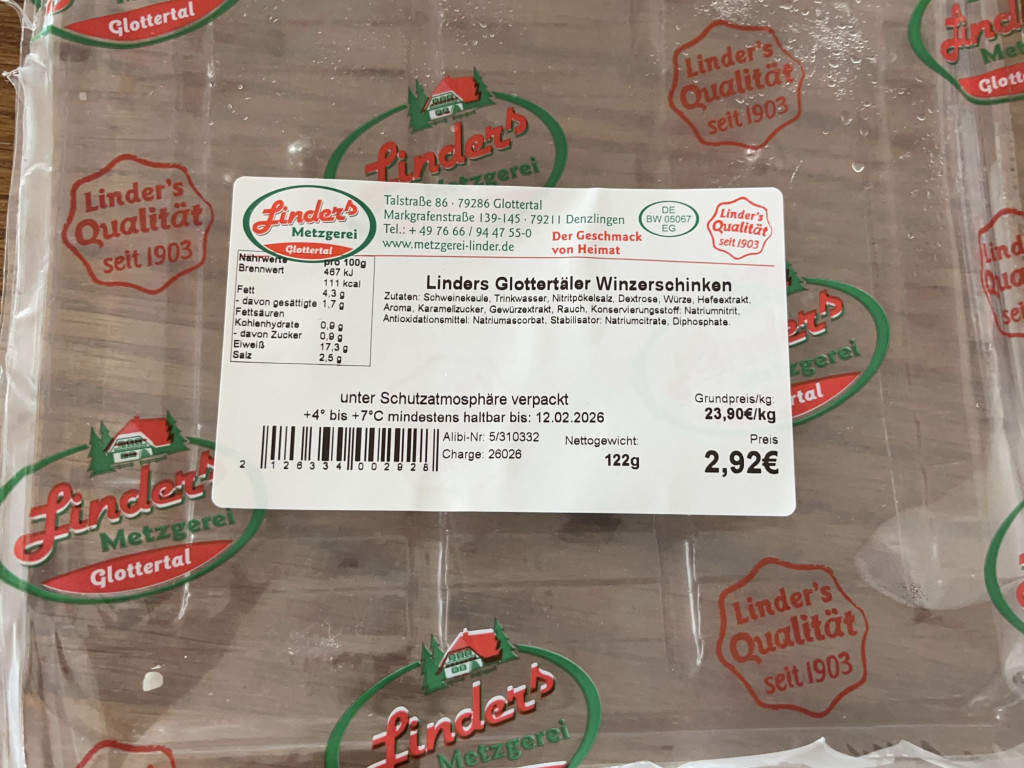 Glottertal
Linder's
Qualität
seit 1903
Linders
Metzgerei
Glottertal
Linder's
Qualität
seit 1903
Linders
Metzgerei
Glottertal
Talstraße 86 · 79286 Glottertal
Markgrafenstraße 139-145 · 79211 Denzlingen
Tel.: + 49 76 66 / 94 47 55-0
www.metzgerei-linder.de
Der Geschmack
von Heimat
DE
BW 05067
EG
Linder's
Qualität
seit 1903
Nährwerte pro 100g
Brennwert 467 kJ
111 kcal
Fett 4,3 g
- davon gesättigte 1,7 g
Fettsäuren
Kohlenhydrate 0,9 g
- davon Zucker 0,9 g
Eiweiß 17,3 g
Salz 2,5 g
Linders Glottertäler Winzerschinken
Zutaten: Schweinekeule, Trinkwasser, Nitritpökelsalz, Dextrose, Würze, Hefeextrakt,
Aroma, Karamelizucker, Gewürzextrakt, Rauch, Konservierungsstoff: Natriumnitrit,
Antioxidationsmittel: Natriumascorbat, Stabilisator: Natriumcitrate, Diphosphate.
unter Schutzatmosphäre verpackt
+4° bis +7°C mindestens haltbar bis: 12.02.2026
Alibi-Nr: 5/310332
Charge: 26026
2 126334 002928
Nettogewicht:
122g
Grundpreis/kg:
23,90€/kg
Preis
2,92€
Linders
Metzgerei
Glottertal
Linder's
Qualität
seit 1903
Linders
Metzgerei